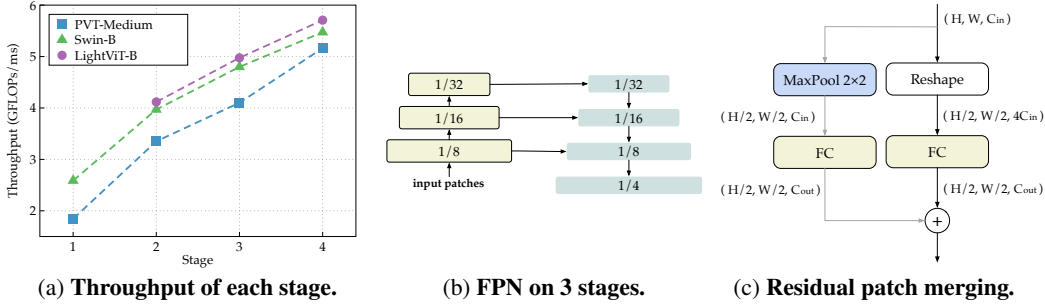 PVT-Medium
Swin-B
LightViT-B
Throughput (GFLOPs/ms)
6
5
4
3
2
1
2
3
4
Stage
(a) Throughput of each stage.
1/32
1/32
1/16
1/16
1/8
1/8
input patches
1/4
(b) FPN on 3 stages.
(H, W, Cin)
MaxPool 2×2
Reshape
(H/2, W/2, Cin)
(H/2, W/2, 4Cin)
FC
FC
(H/2, W/2, Cout)
(H/2, W/2, Cout)
+
(c) Residual patch merging.